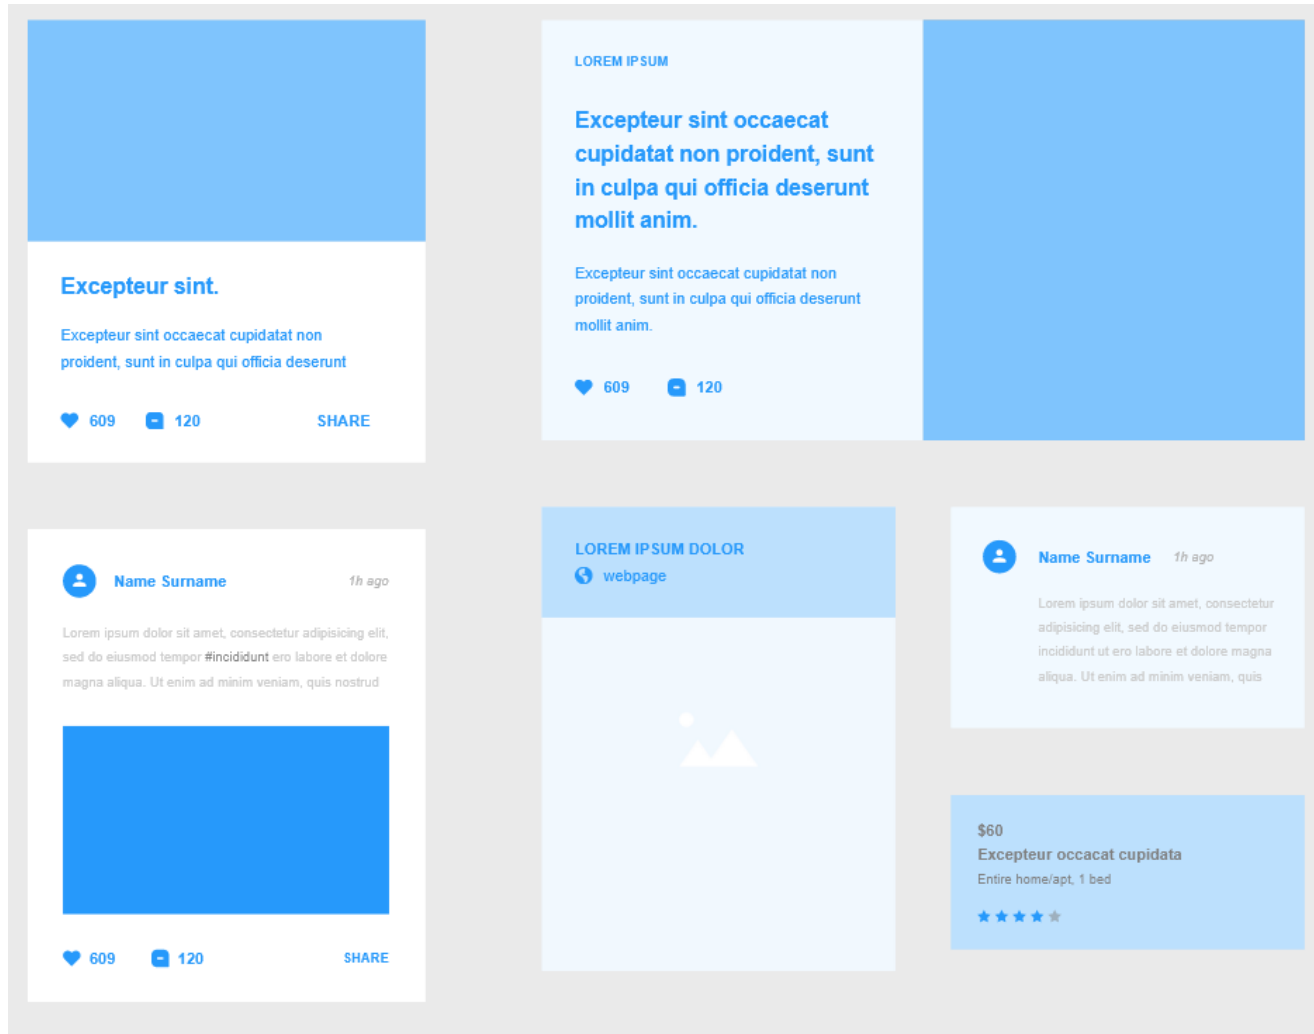 Excepteur sint.
Excepteur sint occaecat cupidatat non
proident, sunt in culpa qui officia deserunt
609 120 SHARE
LOREM IPSUM
Excepteur sint occaecat
cupidatat non proident, sunt
in culpa qui officia deserunt
mollit anim.
Excepteur sint occaecat cupidatat non
proident, sunt in culpa qui officia deserunt
mollit anim.
609 120
Name Surname 1h ago
Lorem ipsum dolor sit amet, consectetur adipisicing elit,
sed do eiusmod tempor #incididunt ero labore et dolore
magna aliqua. Ut enim ad minim veniam, quis nostrud
609 120 SHARE
LOREM IPSUM DOLOR
webpage
Name Surname 1h ago
Lorem ipsum dolor sit amet, consectetur
adipisicing elit, sed do eiusmod tempor
incididunt ut ero labore et dolore magna
aliqua. Ut enim ad minim veniam, quis
$60
Excepteur occacat cupidata
Entire home/apt, 1 bed